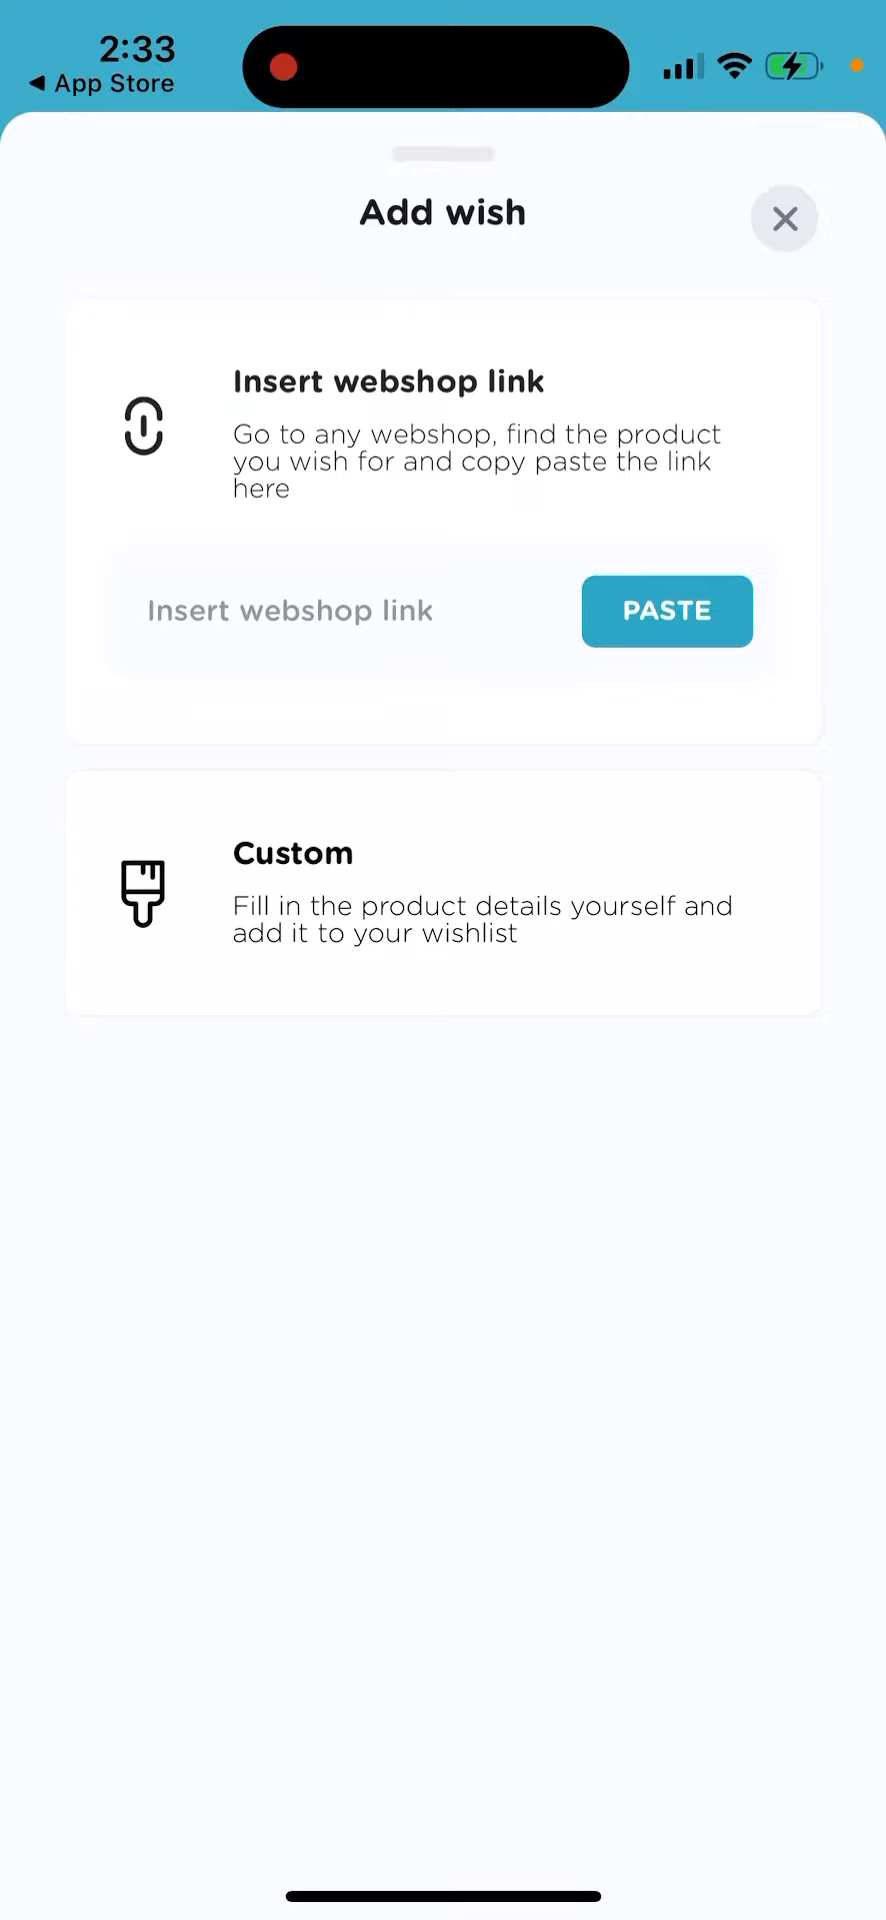 2:33
◀ App Store
Add wish
Insert webshop link
Go to any webshop, find the product
you wish for and copy paste the link
here
Insert webshop link
PASTE
Custom
Fill in the product details yourself and
add it to your wishlist